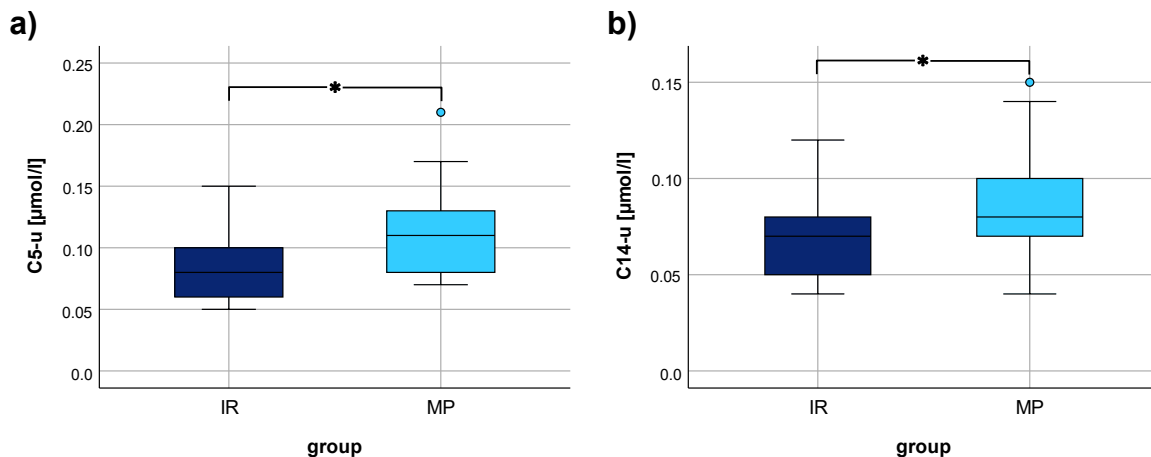 a)
C5-u [µmol/l]
0.25
0.20
0.15
0.10
0.05
0.0
*
IR
MP
group
b)
C14-u [µmol/l]
0.15
0.10
0.05
0.0
*
IR
MP
group